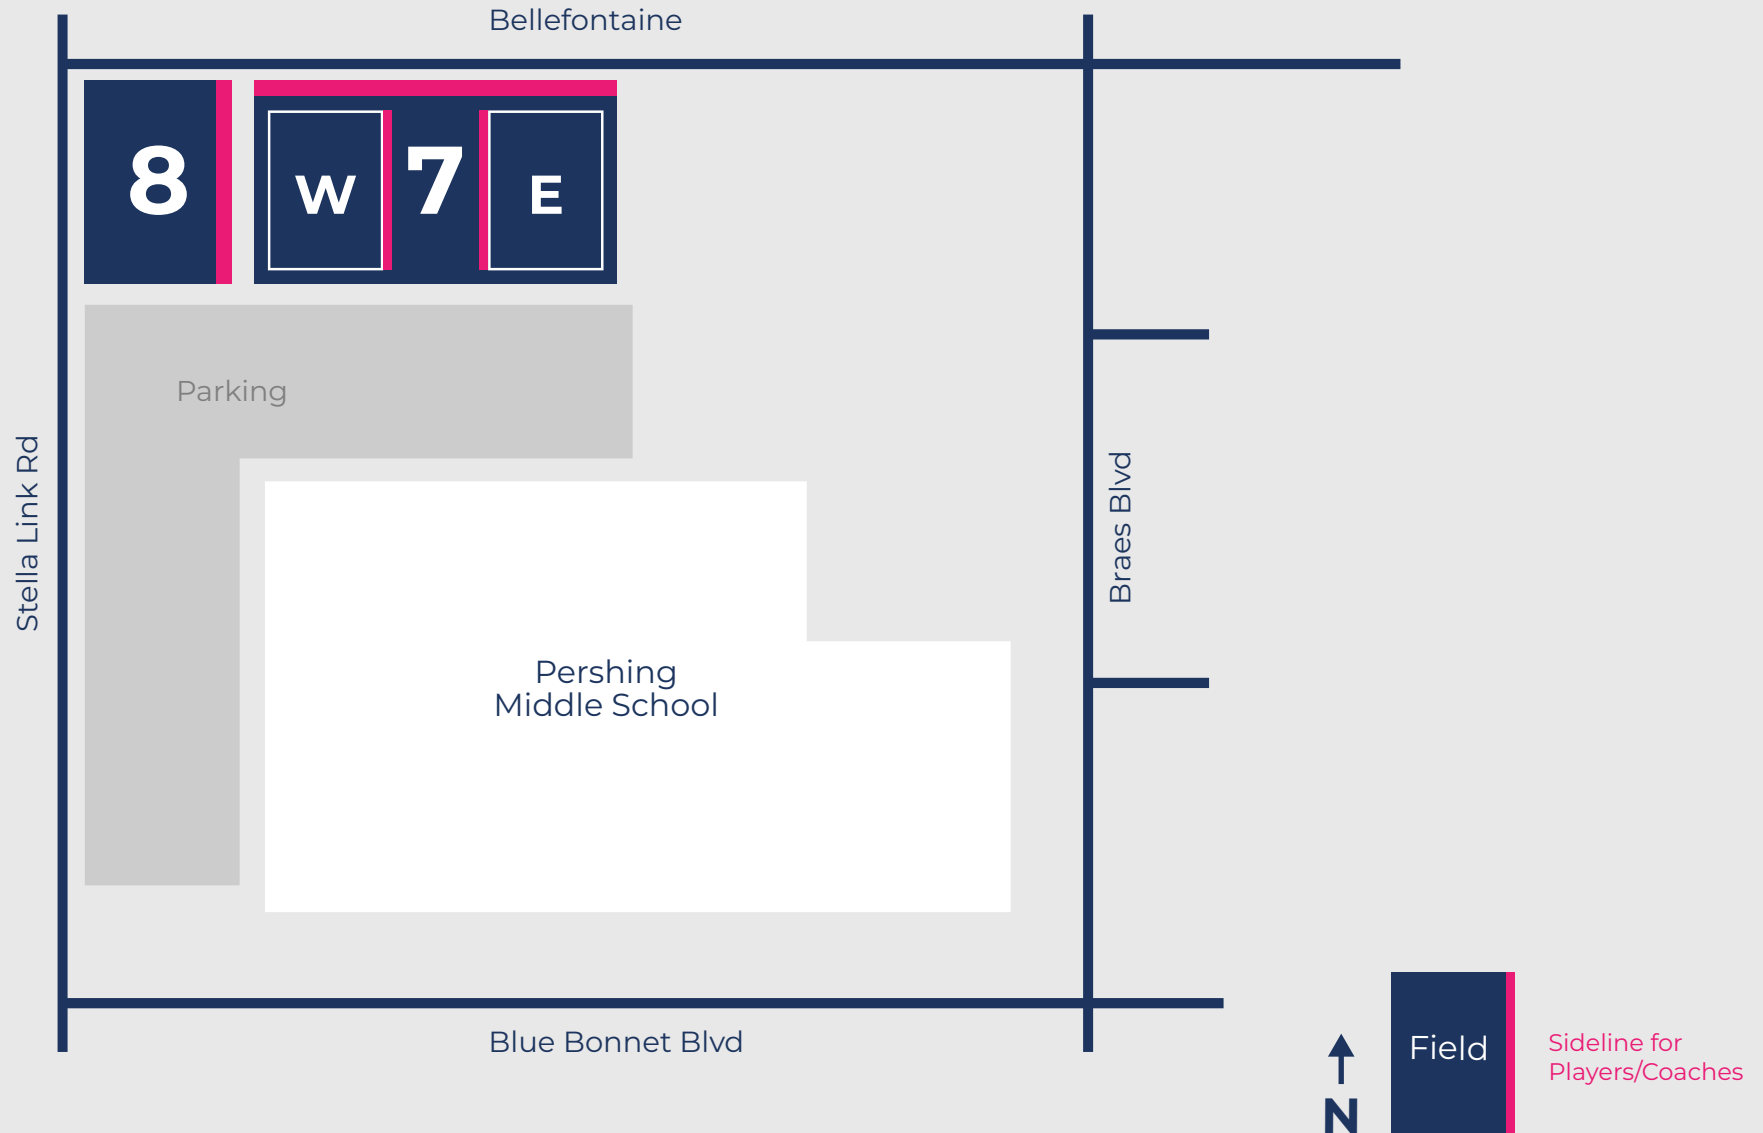 Bellefontaine
8
W
7
E
Parking
Stella Link Rd
Braes Blvd
Pershing
Middle School
Blue Bonnet Blvd
N
Field
Sideline for
Players/Coaches